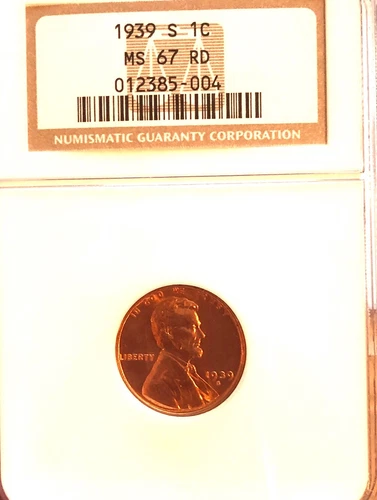 1939 S 1C
MS 67 RD
012385-004
NUMISMATIC GUARANTY CORPORATION
IN GOD WE TRUST
LIBERTY
1939
S